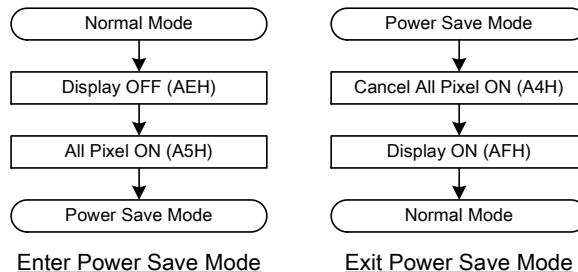 Normal Mode
Display OFF (AEH)
All Pixel ON (A5H)
Power Save Mode
Enter Power Save Mode
Power Save Mode
Cancel All Pixel ON (A4H)
Display ON (AFH)
Normal Mode
Exit Power Save Mode